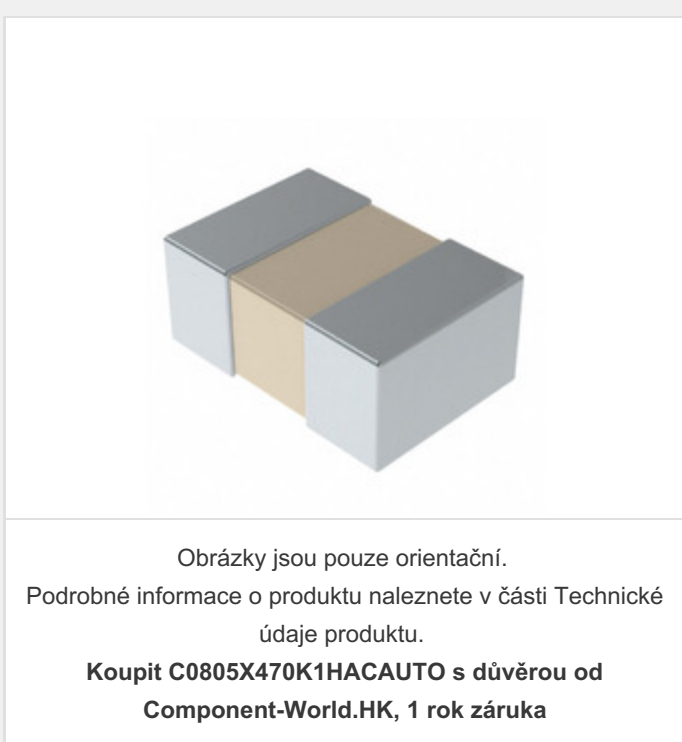 Obrázky jsou pouze orientační.
Podrobné informace o produktu naleznete v části Technické
údaje produktu.
Koupit C0805X470K1HACAUTO s důvěrou od
Component-World.HK, 1 rok záruka